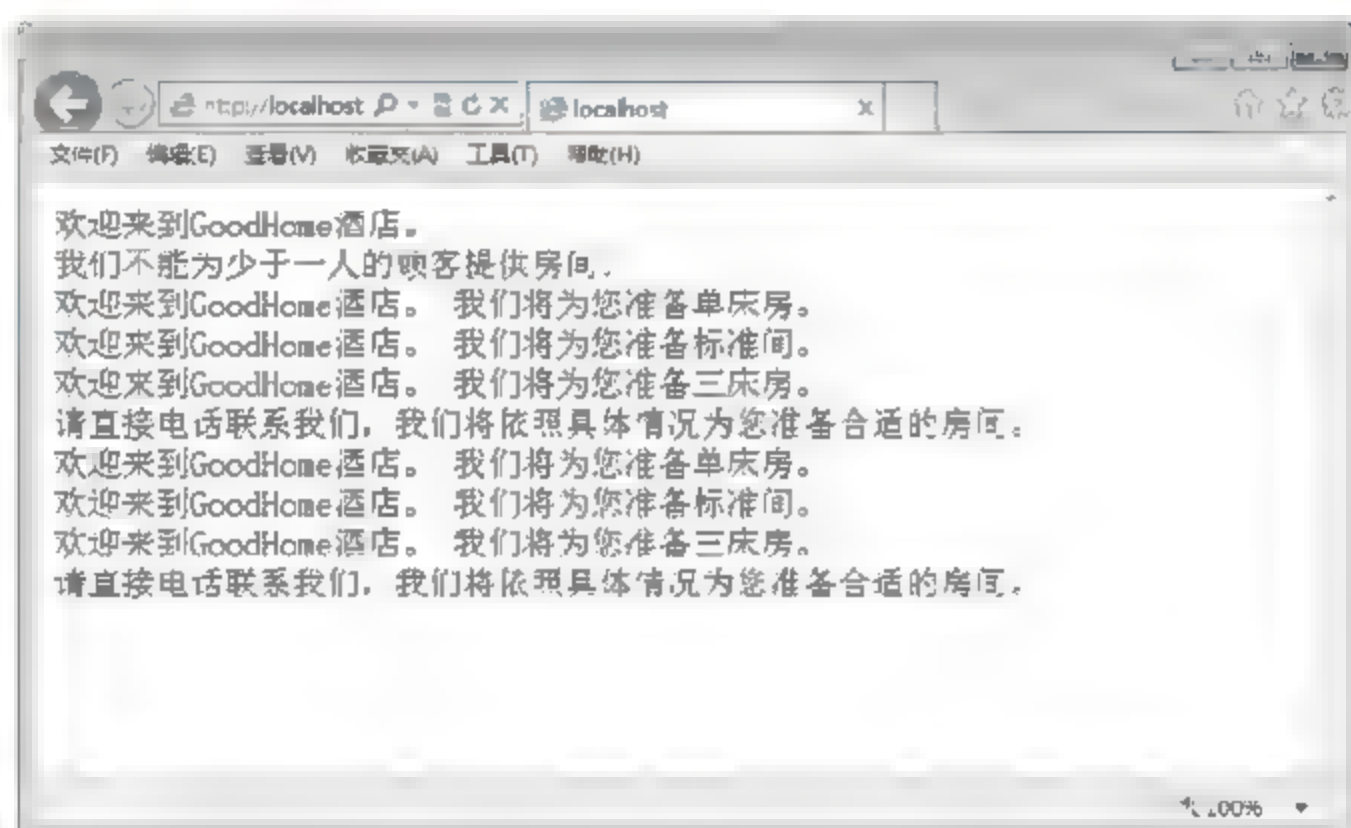 http://localhost
localhost
文件(F) 编辑(E) 查看(V) 收藏夹(A) 工具(T) 帮助(H)
欢迎来到GoodHome酒店。
我们不能为少于一人的顾客提供房间。
欢迎来到GoodHome酒店。 我们将为您准备单床房。
欢迎来到GoodHome酒店。 我们将为您准备标准间。
欢迎来到GoodHome酒店。 我们将为您准备三床房。
请直接电话联系我们，我们将依照具体情况为您准备合适的房间。
欢迎来到GoodHome酒店。 我们将为您准备单床房。
欢迎来到GoodHome酒店。 我们将为您准备标准间。
欢迎来到GoodHome酒店。 我们将为您准备三床房。
请直接电话联系我们，我们将依照具体情况为您准备合适的房间。
100%